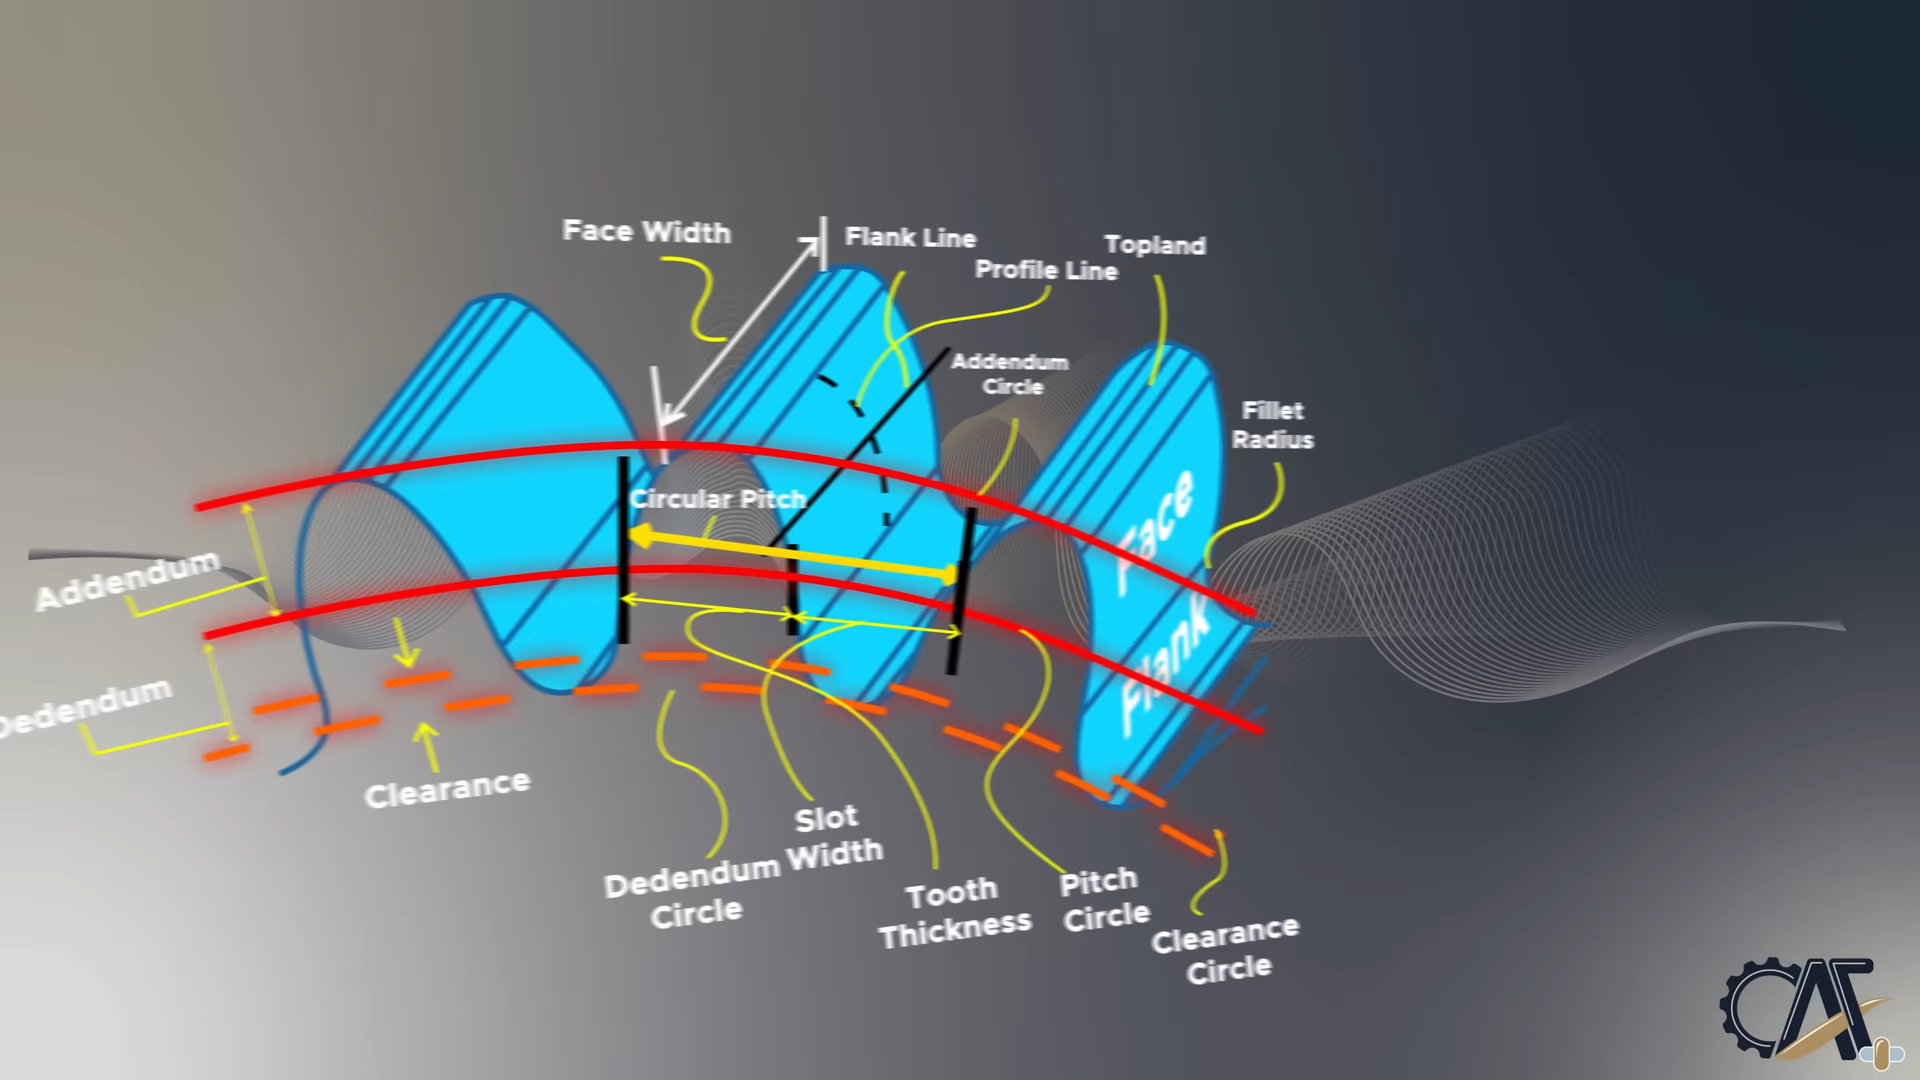 Face Width
Flank Line
Profile Line
Topland
Addendum
Circle
Fillet
Radius
Circular Pitch
Face
Flank
Addendum
Dedendum
Clearance
Slot
Width
Dedendum
Circle
Tooth
Thickness
Pitch
Circle
Clearance
Circle
CAT